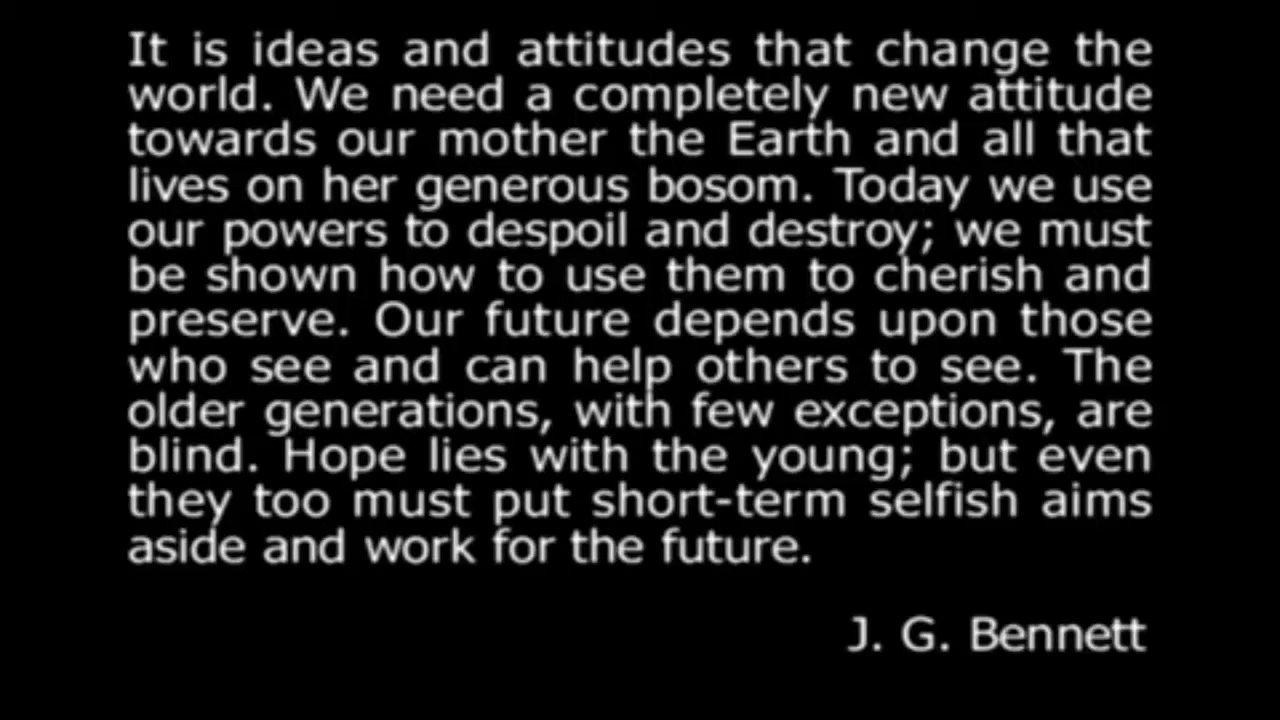 It is ideas and attitudes that change the
world. We need a completely new attitude
towards our mother the Earth and all that
lives on her generous bosom. Today we use
our powers to despoil and destroy; we must
be shown how to use them to cherish and
preserve. Our future depends upon those
who see and can help others to see. The
older generations, with few exceptions, are
blind. Hope lies with the young; but even
they too must put short-term selfish aims
aside and work for the future.
J. G. Bennett